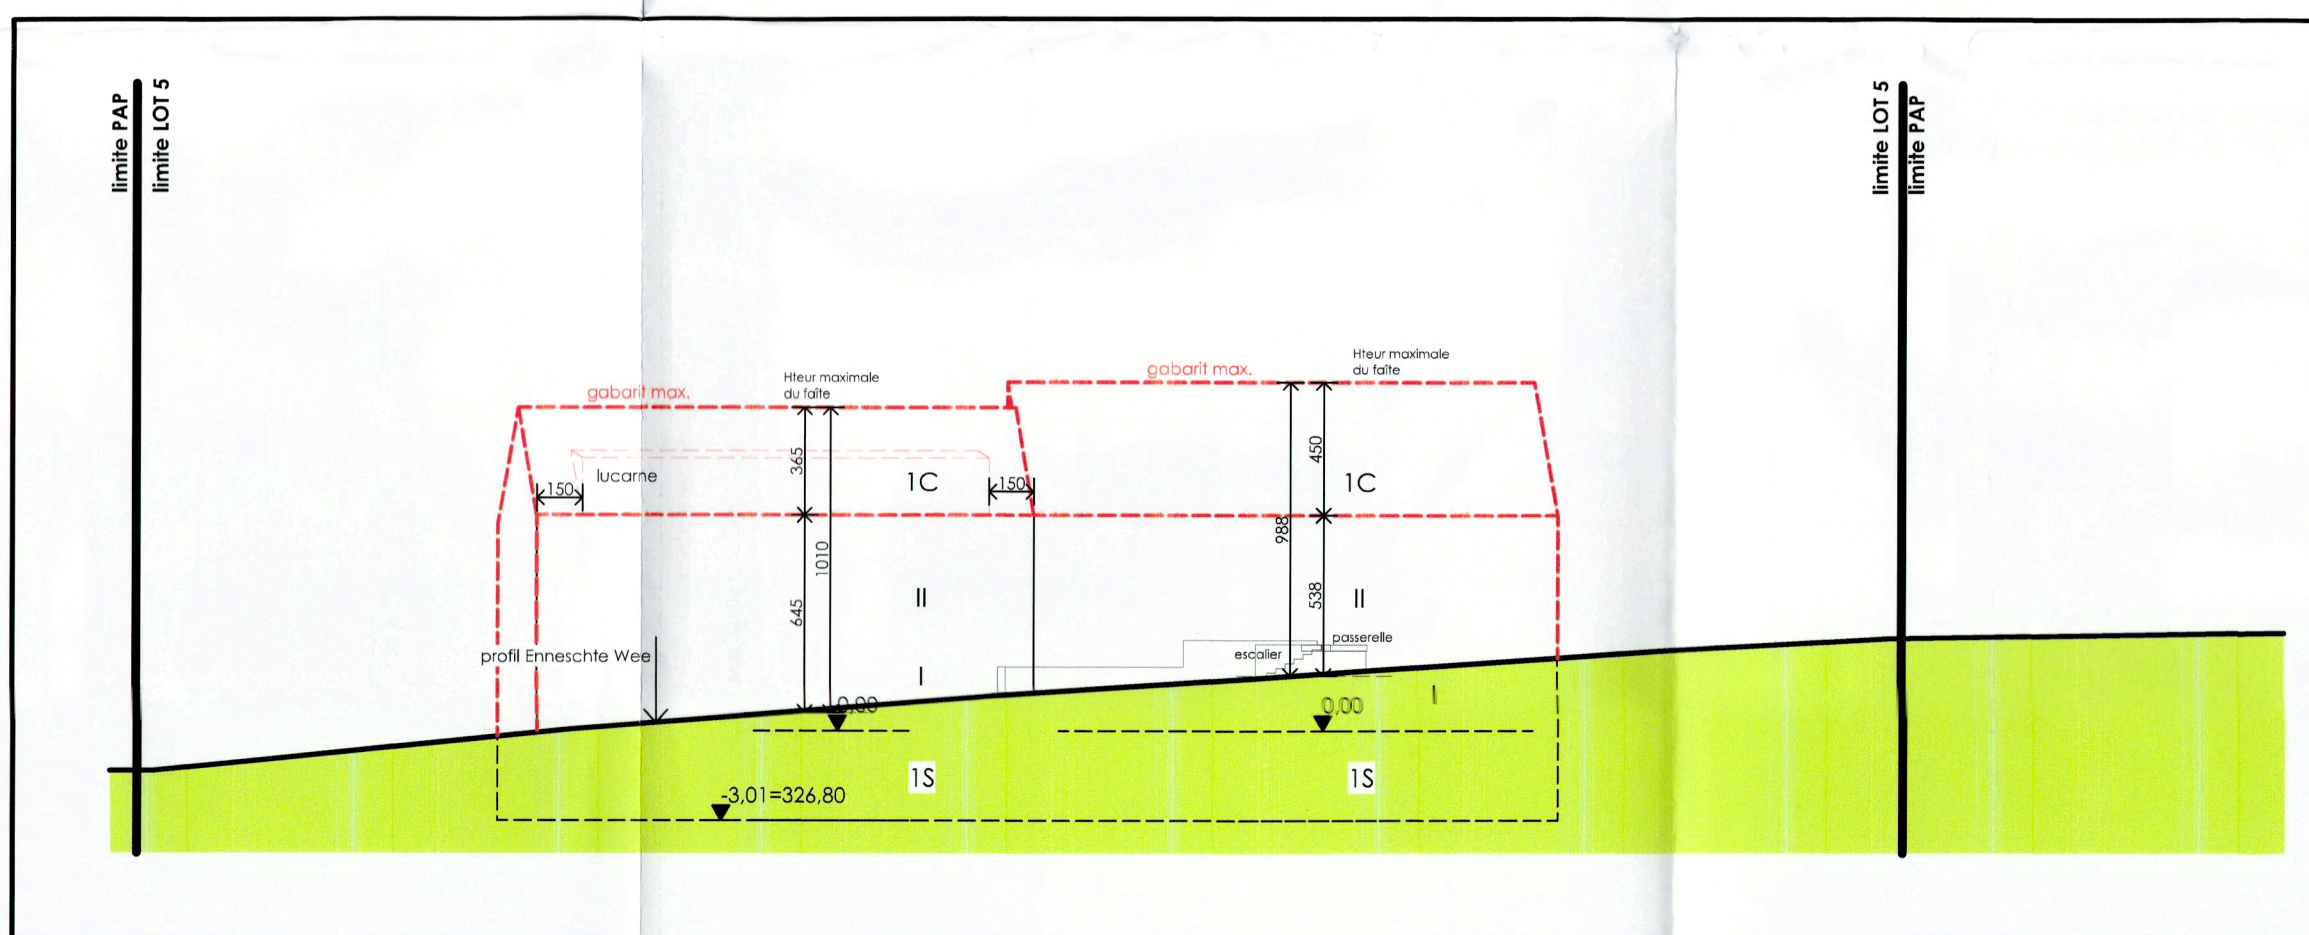 limite PAP
limite LOT 5
limite LOT 5
limite PAP
gabarit max.
Hteur maximale
du faîte
gabarit max.
Hteur maximale
du faîte
365
450
lucarne
150
1C
150
1C
988
1010
645
II
538
II
profil Enneschte Wee
escalier
passerelle
I
I
0,00
0,00
1S
1S
-3,01=326,80